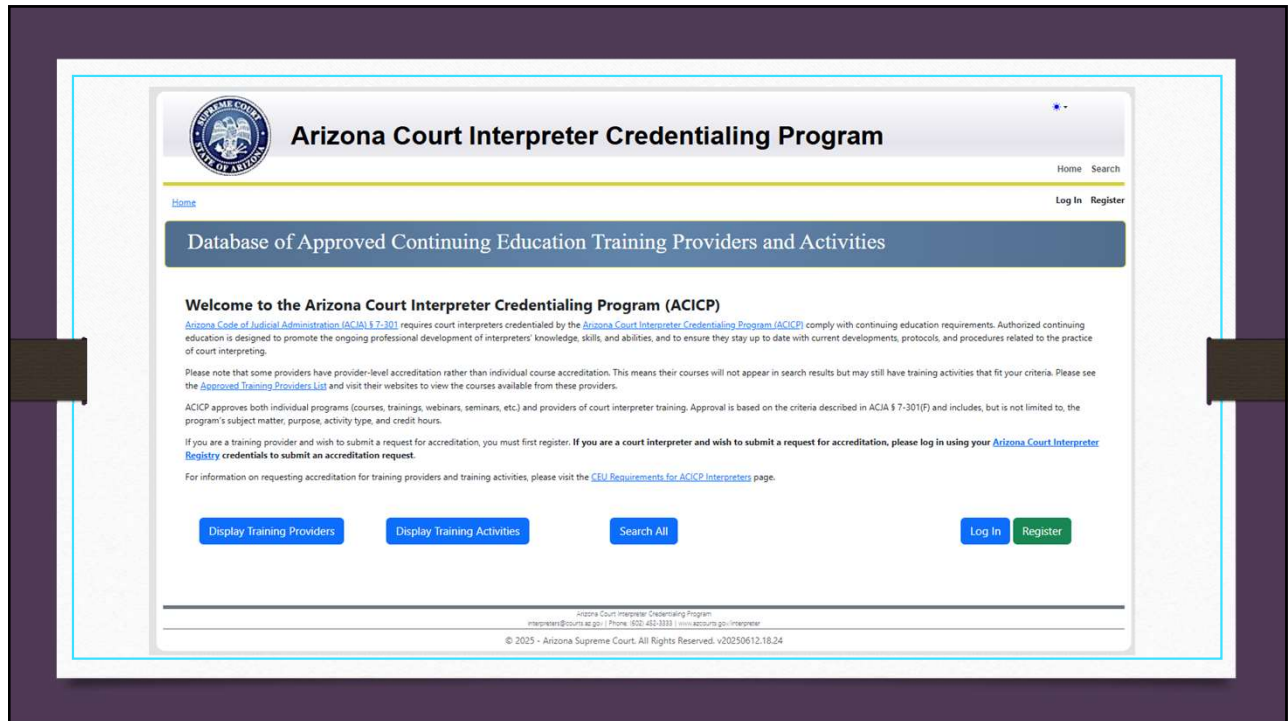 SUPREME COURT
STATE OF ARIZONA
Arizona Court Interpreter Credentialing Program
Home Search
Home
Log In Register
Database of Approved Continuing Education Training Providers and Activities
Welcome to the Arizona Court Interpreter Credentialing Program (ACICP)
Arizona Code of Judicial Administration (ACJA) § 7-301 requires court interpreters credentialed by the Arizona Court Interpreter Credentialing Program (ACICP) comply with continuing education requirements. Authorized continuing
education is designed to promote the ongoing professional development of interpreters' knowledge, skills, and abilities, and to ensure they stay up to date with current developments, protocols, and procedures related to the practice
of court interpreting.
Please note that some providers have provider-level accreditation rather than individual course accreditation. This means their courses will not appear in search results but may still have training activities that fit your criteria. Please see
the Approved Training Providers List and visit their websites to view the courses available from these providers.
ACICP approves both individual programs (courses, trainings, webinars, seminars, etc.) and providers of court interpreter training. Approval is based on the criteria described in ACJA § 7-301(F) and includes, but is not limited to, the
program's subject matter, purpose, activity type, and credit hours.
If you are a training provider and wish to submit a request for accreditation, you must first register. If you are a court interpreter and wish to submit a request for accreditation, please log in using your Arizona Court Interpreter
Registry credentials to submit an accreditation request.
For information on requesting accreditation for training providers and training activities, please visit the CEU Requirements for ACICP Interpreters page.
Display Training Providers Display Training Activities Search All Log In Register
Arizona Court Interpreter Credentialing Program
interpreters@courts.az.gov | Phone: (602) 452-3333 | www.azcourts.gov/interpreter
© 2025 - Arizona Supreme Court. All Rights Reserved. v20250612.18.24